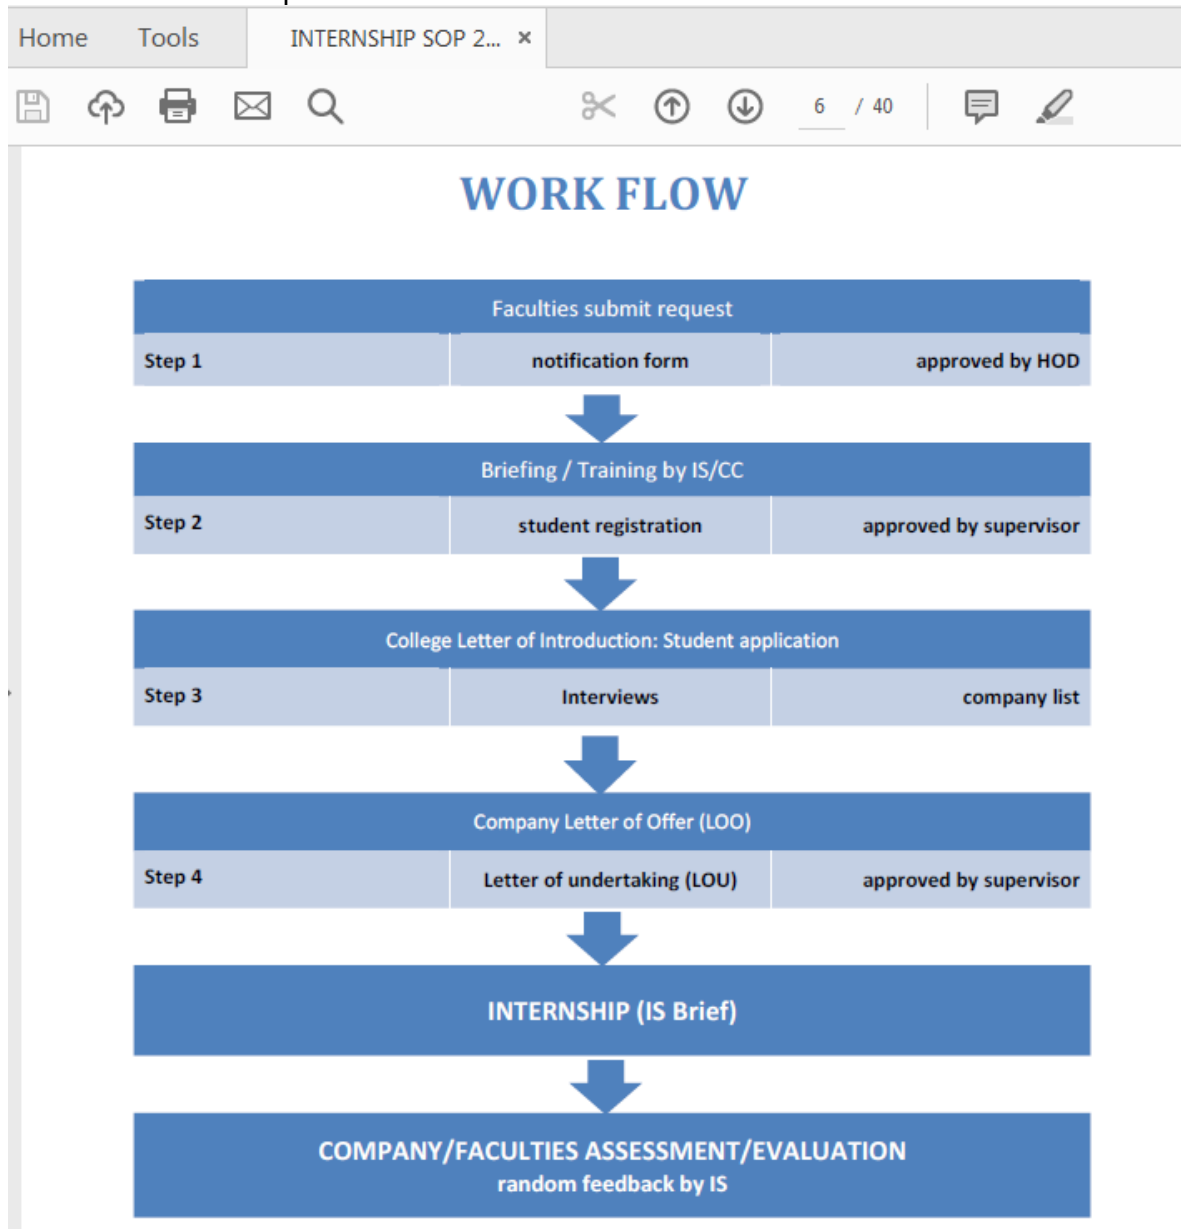 Home Tools INTERNSHIP SOP 2... ×
6 / 40
WORK FLOW
Faculties submit request
Step 1 notification form approved by HOD
Briefing / Training by IS/CC
Step 2 student registration approved by supervisor
College Letter of Introduction: Student application
Step 3 Interviews company list
Company Letter of Offer (LOO)
Step 4 Letter of undertaking (LOU) approved by supervisor
INTERNSHIP (IS Brief)
COMPANY/FACULTIES ASSESSMENT/EVALUATION
random feedback by IS